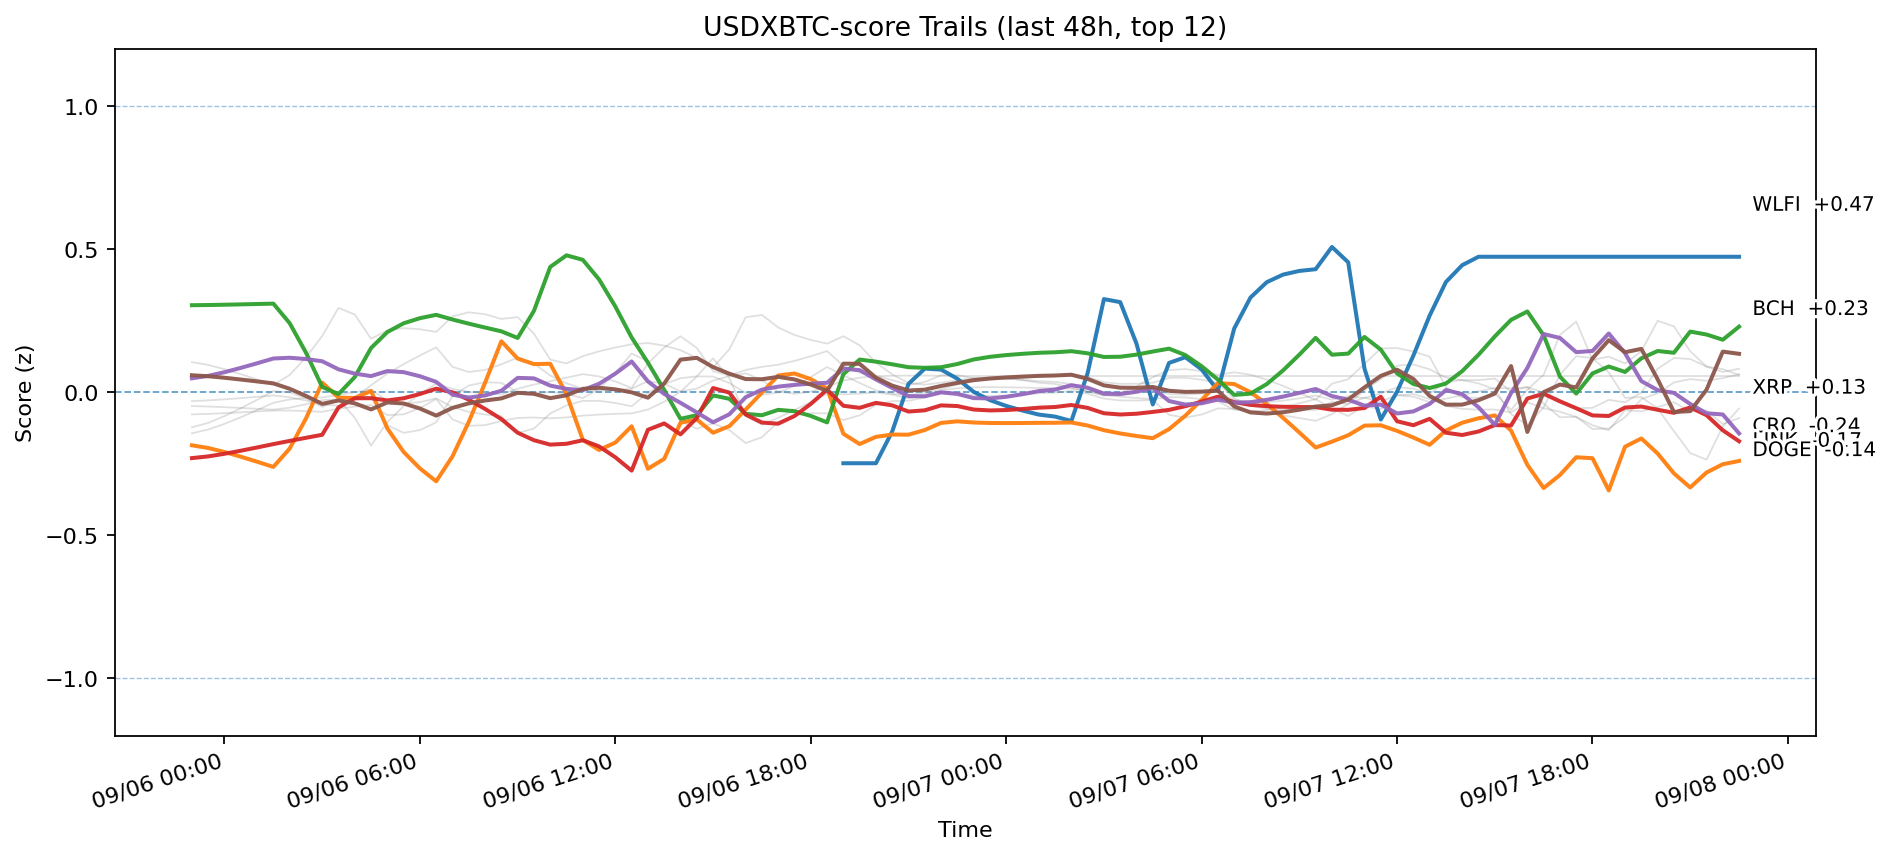 USDXBTC-score Trails (last 48h, top 12)
Score (z)
1.0
0.5
0.0
−0.5
−1.0
WLFI +0.47
BCH +0.23
XRP +0.13
CRO -0.24
DOGE -0.14
09/06 00:00
09/06 06:00
09/06 12:00
09/06 18:00
09/07 00:00
09/07 06:00
09/07 12:00
09/07 18:00
09/08 00:00
Time